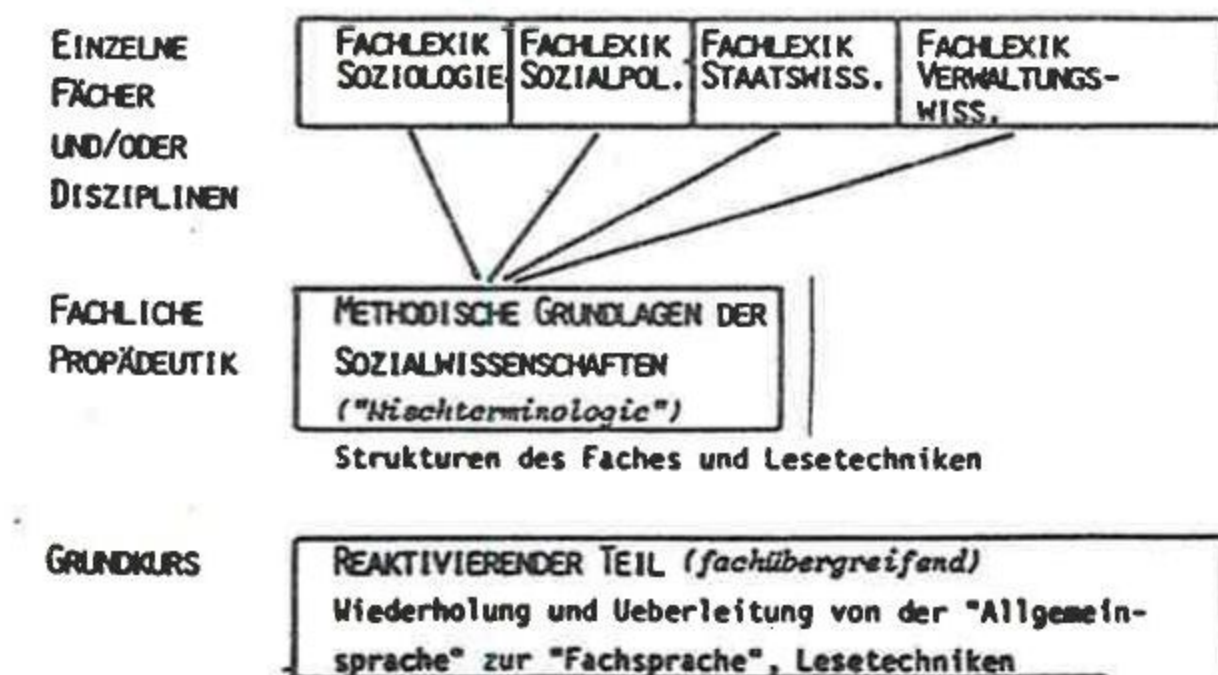 EINZELNE
FÄCHER
UND/ODER
DISZIPLINEN
FACHLEXIK
SOZIOLOGIE
FACHLEXIK
SOZIALPOL.
FACHLEXIK
STAATSWISS.
FACHLEXIK
VERWALTUNGS-
WISS.
FACHLICHE
PROPÄDEUTIK
METHODISCHE GRUNDLAGEN DER
SOZIALWISSENSCHAFTEN
("Mischterminologie")
Strukturen des Faches und Lesetechniken
GRUNDKURS
REAKTIVIERENDER TEIL (fachübergreifend)
Wiederholung und Ueberleitung von der "Allgemein-
sprache" zur "Fachsprache", Lesetechniken